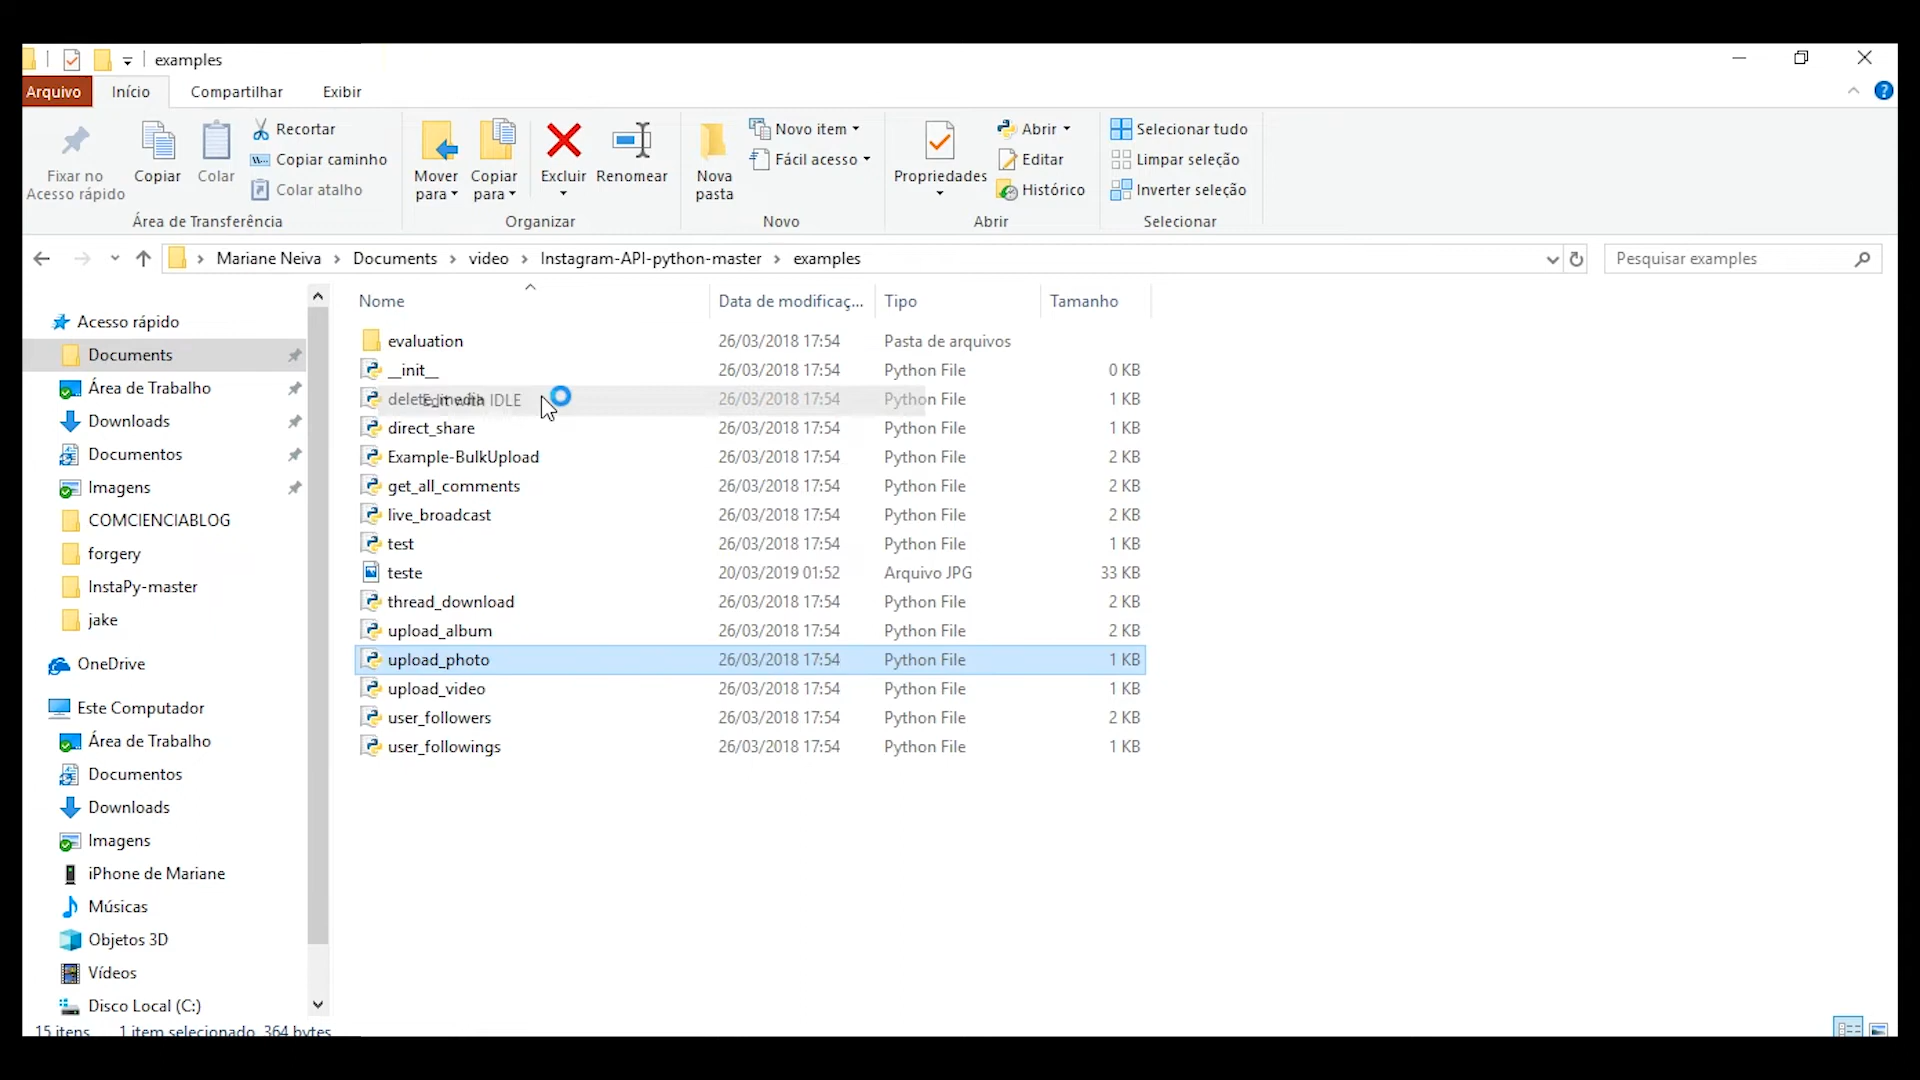 examples
Arquivo Início Compartilhar Exibir
Fixar no Acesso rápido
Copiar
Colar
Recortar
Copiar caminho
Colar atalho
Área de Transferência
Mover para
Copiar para
Excluir
Renomear
Organizar
Nova pasta
Novo item
Fácil acesso
Novo
Propriedades
Abrir
Editar
Histórico
Abrir
Selecionar tudo
Limpar seleção
Inverter seleção
Selecionar
Mariane Neiva > Documents > video > Instagram-API-python-master > examples
Pesquisar examples
Acesso rápido
Documents
Área de Trabalho
Downloads
Documentos
Imagens
COMCIENCIABLOG
forgery
InstaPy-master
jake
OneDrive
Este Computador
Área de Trabalho
Documentos
Downloads
Imagens
iPhone de Mariane
Músicas
Objetos 3D
Vídeos
Disco Local (C:)
Nome Data de modificaç... Tipo Tamanho
evaluation 26/03/2018 17:54 Pasta de arquivos
__init__ 26/03/2018 17:54 Python File 0 KB
delete_media 26/03/2018 17:54 Python File 1 KB
Edit with IDLE
direct_share 26/03/2018 17:54 Python File 1 KB
Example-BulkUpload 26/03/2018 17:54 Python File 2 KB
get_all_comments 26/03/2018 17:54 Python File 2 KB
live_broadcast 26/03/2018 17:54 Python File 2 KB
test 26/03/2018 17:54 Python File 1 KB
teste 20/03/2019 01:52 Arquivo JPG 33 KB
thread_download 26/03/2018 17:54 Python File 2 KB
upload_album 26/03/2018 17:54 Python File 2 KB
upload_photo 26/03/2018 17:54 Python File 1 KB
upload_video 26/03/2018 17:54 Python File 1 KB
user_followers 26/03/2018 17:54 Python File 2 KB
user_followings 26/03/2018 17:54 Python File 1 KB
15 itens 1 item selecionado 364 bytes